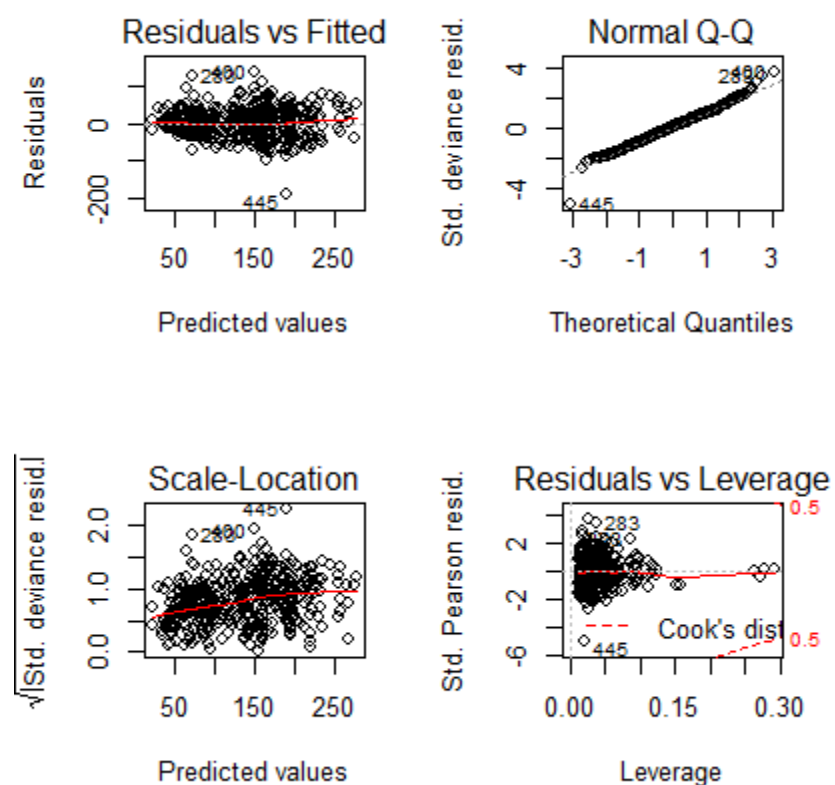 Residuals vs Fitted
Residuals
0
-200
283
400
445
50
150
250
Predicted values
Normal Q-Q
Std. deviance resid.
4
0
-4
445
-3
-1
1
3
Theoretical Quantiles
Scale-Location
√|Std. deviance resid.|
2.0
1.0
0.0
445
50
150
250
Predicted values
Residuals vs Leverage
Std. Pearson resid.
2
-2
-6
283
445
Cook's dist
0.5
0.5
0.00
0.15
0.30
Leverage